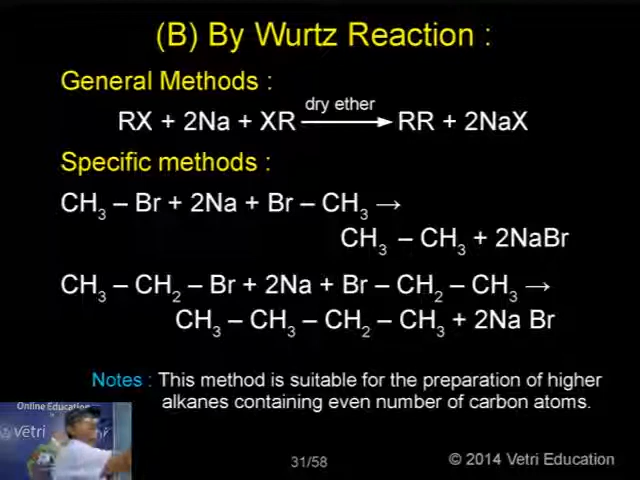 (B) By Wurtz Reaction :
General Methods :
dry ether
RX + 2Na + XR ⟶ RR + 2NaX
Specific methods :
CH₃ – Br + 2Na + Br – CH₃ →
CH₃ – CH₃ + 2NaBr
CH₃ – CH₂ – Br + 2Na + Br – CH₂ – CH₃ →
CH₃ – CH₃ – CH₂ – CH₃ + 2Na Br
Notes : This method is suitable for the preparation of higher
alkanes containing even number of carbon atoms.
Online Education
vetri
31/58
© 2014 Vetri Education